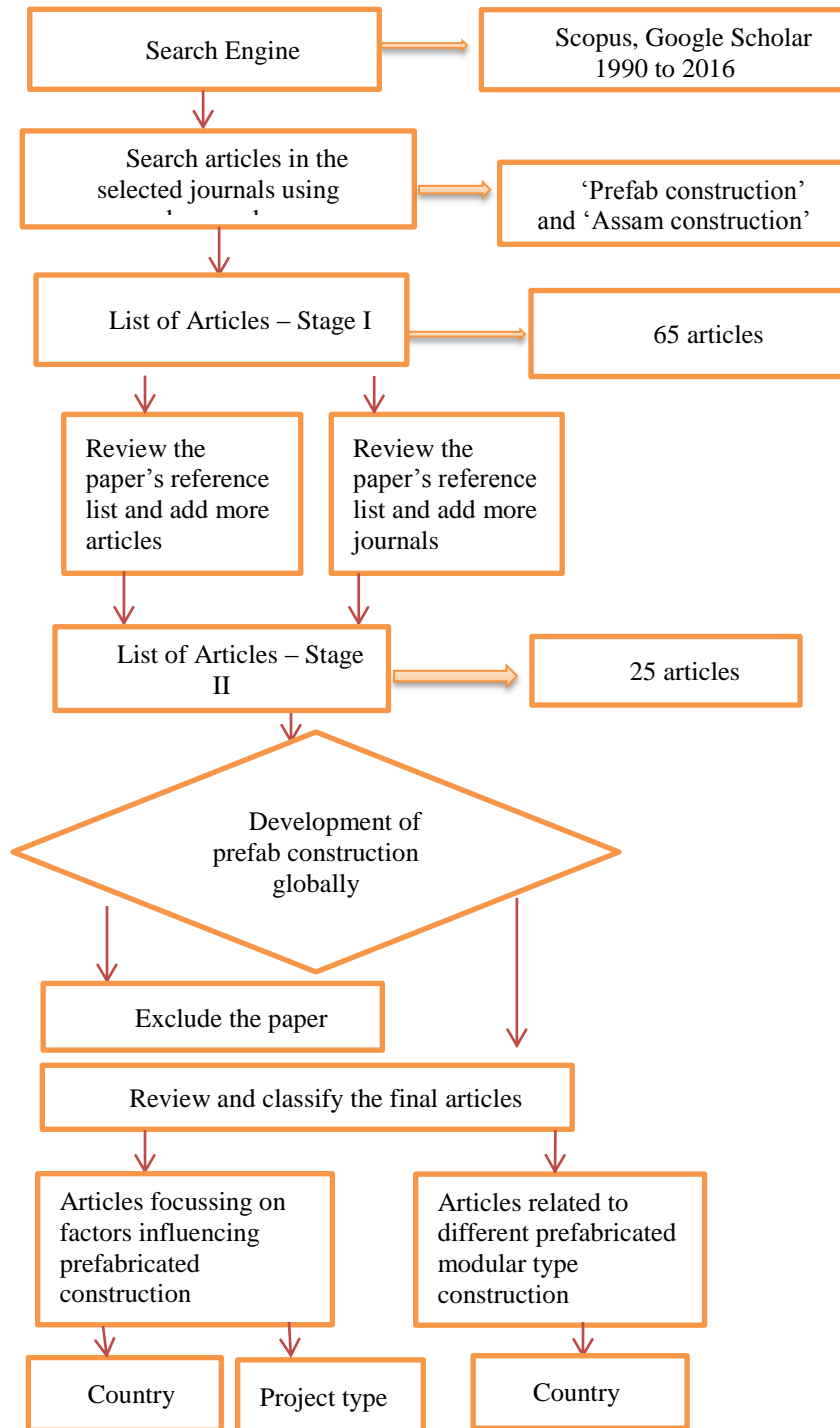 Search Engine
Scopus, Google Scholar
1990 to 2016
Search articles in the
selected journals using
‘Prefab construction’
and ‘Assam construction’
List of Articles – Stage I
65 articles
Review the
paper’s reference
list and add more
articles
Review the
paper’s reference
list and add more
journals
List of Articles – Stage
II
25 articles
Development of
prefab construction
globally
Exclude the paper
Review and classify the final articles
Articles focussing on
factors influencing
prefabricated
construction
Articles related to
different prefabricated
modular type
construction
Country
Project type
Country